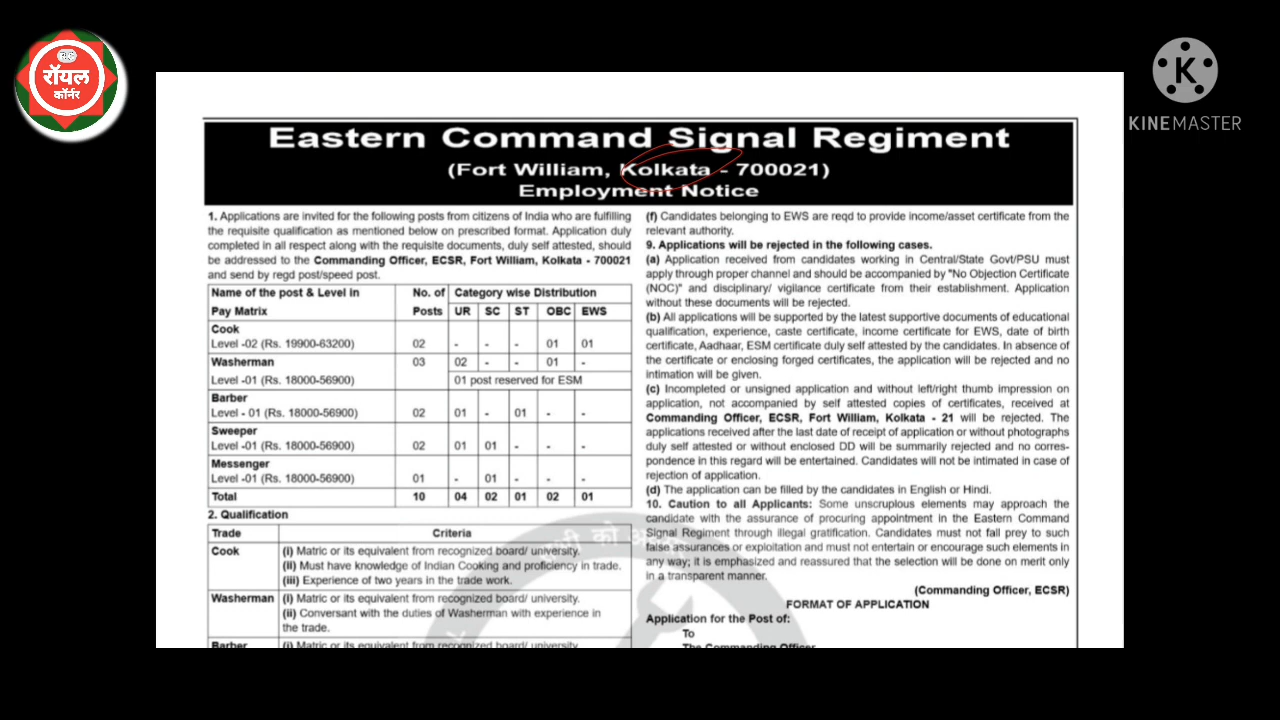 रॉयल
कॉर्नर
K
KINEMASTER
Eastern Command Signal Regiment
(Fort William, Kolkata - 700021)
Employment Notice
1. Applications are invited for the following posts from citizens of India who are fulfilling
the requisite qualification as mentioned below on prescribed format. Application duly
completed in all respect along with the requisite documents, duly self attested, should
be addressed to the Commanding Officer, ECSR, Fort William, Kolkata - 700021
and send by regd post/speed post.
Name of the post & Level in No. of Category wise Distribution
Pay Matrix Posts UR SC ST OBC EWS
Cook
Level -02 (Rs. 19900-63200) 02 - - - 01 01
Washerman 03 02 - - 01 -
Level -01 (Rs. 18000-56900) 01 post reserved for ESM
Barber
Level - 01 (Rs. 18000-56900) 02 01 - 01 - -
Sweeper
Level -01 (Rs. 18000-56900) 02 01 01 - - -
Messenger
Level -01 (Rs. 18000-56900) 01 - 01 - - -
Total 10 04 02 01 02 01
2. Qualification
Trade Criteria
Cook (i) Matric or its equivalent from recognized board/ university.
(ii) Must have knowledge of Indian Cooking and proficiency in trade.
(iii) Experience of two years in the trade work.
Washerman (i) Matric or its equivalent from recognized board/ university.
(ii) Conversant with the duties of Washerman with experience in
the trade.
Barber (i) Matric or its equivalent from recognized board/ university
(f) Candidates belonging to EWS are reqd to provide income/asset certificate from the
relevant authority.
9. Applications will be rejected in the following cases.
(a) Application received from candidates working in Central/State Govt/PSU must
apply through proper channel and should be accompanied by "No Objection Certificate
(NOC)" and disciplinary/ vigilance certificate from their establishment. Application
without these documents will be rejected.
(b) All applications will be supported by the latest supportive documents of educational
qualification, experience, caste certificate, income certificate for EWS, date of birth
certificate, Aadhaar, ESM certificate duly self attested by the candidates. In absence of
the certificate or enclosing forged certificates, the application will be rejected and no
intimation will be given.
(c) Incompleted or unsigned application and without left/right thumb impression on
application, not accompanied by self attested copies of certificates, received at
Commanding Officer, ECSR, Fort William, Kolkata - 21 will be rejected. The
applications received after the last date of receipt of application or without photographs
duly self attested or without enclosed DD will be summarily rejected and no corres-
pondence in this regard will be entertained. Candidates will not be intimated in case of
rejection of application.
(d) The application can be filled by the candidates in English or Hindi.
10. Caution to all Applicants: Some unscrupulous elements may approach the
candidate with the assurance of procuring appointment in the Eastern Command
Signal Regiment through illegal gratification. Candidates must not fall prey to such
false assurances or exploitation and must not entertain or encourage such elements in
any way; it is emphasized and reassured that the selection will be done on merit only
in a transparent manner.
(Commanding Officer, ECSR)
FORMAT OF APPLICATION
Application for the Post of:
To
The Commanding Officer